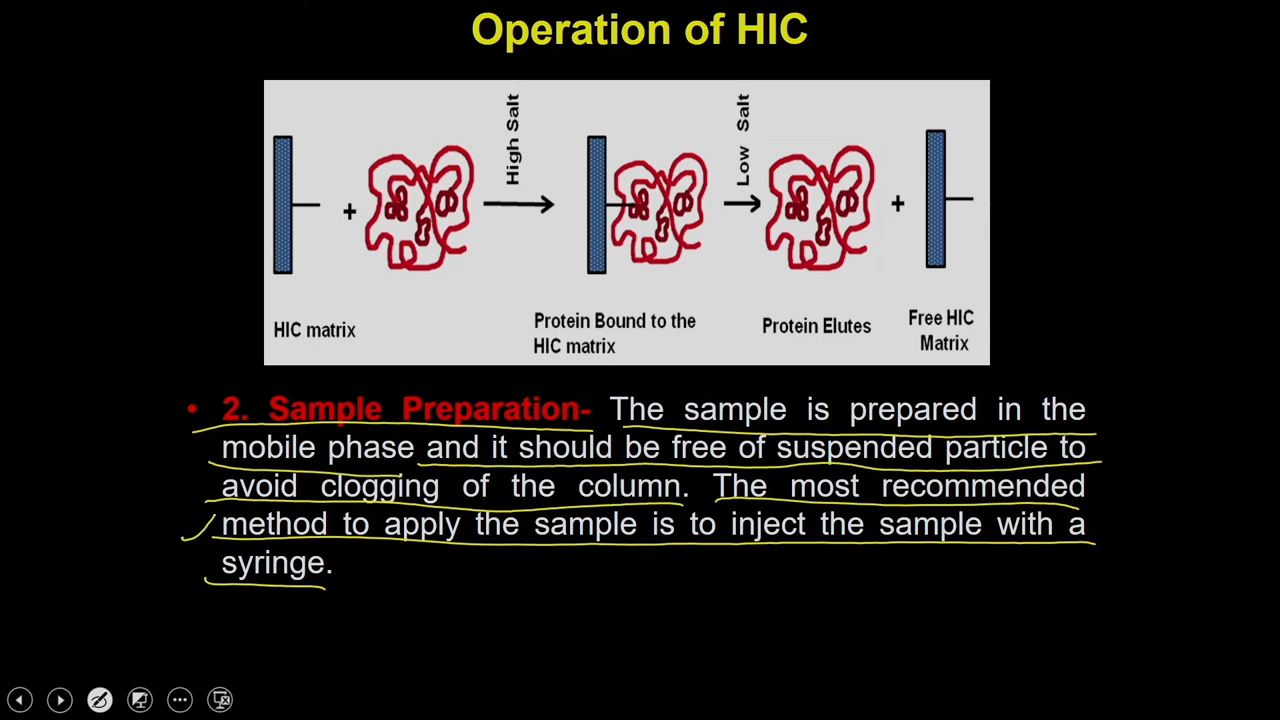 Operation of HIC
High Salt
Low Salt
+
+
HIC matrix
Protein Bound to the
HIC matrix
Protein Elutes
Free HIC
Matrix
• 2. Sample Preparation- The sample is prepared in the
mobile phase and it should be free of suspended particle to
avoid clogging of the column. The most recommended
method to apply the sample is to inject the sample with a
syringe.